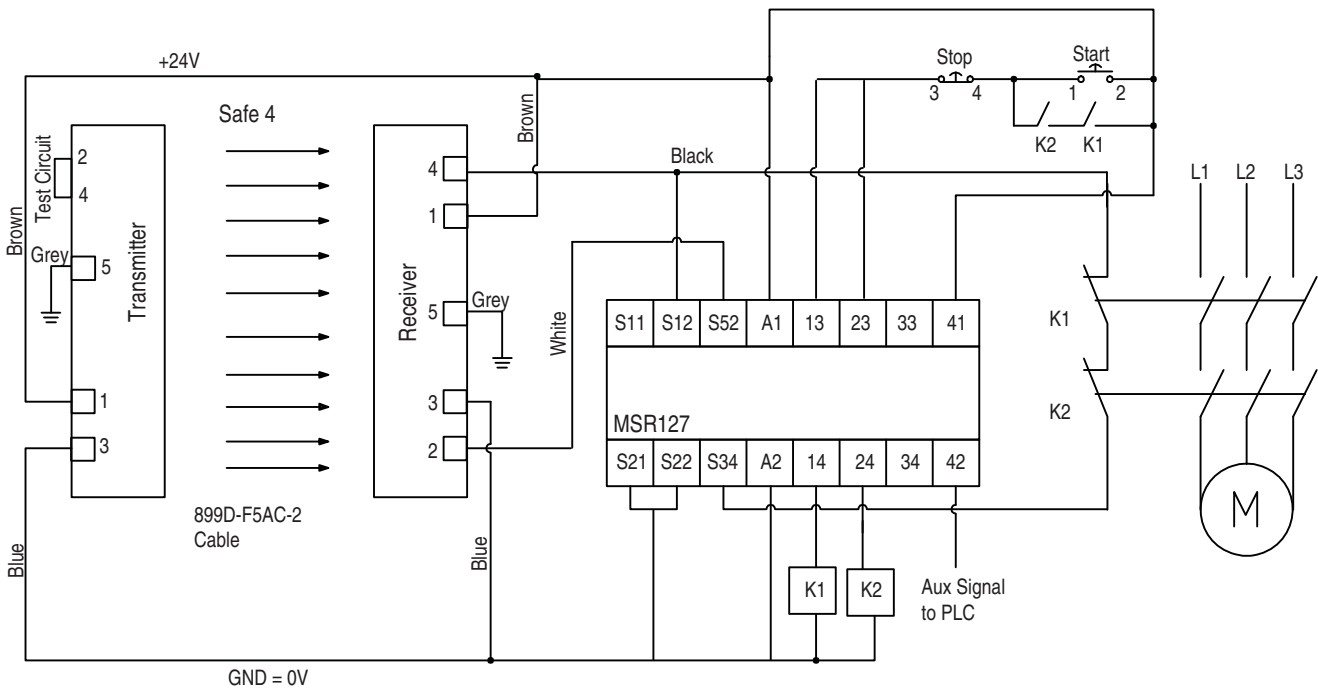 +24V
Stop
Start
3 4
1 2
K2 K1
Safe 4
Brown
Black
L1 L2 L3
Test Circuit
2
4
4
1
Brown
Grey
5
Transmitter
Receiver
5
Grey
White
S11 S12 S52 A1 13 23 33 41
K1
K2
MSR127
1
3
3
2
S21 S22 S34 A2 14 24 34 42
M
899D-F5AC-2
Cable
Blue
Blue
K1
K2
Aux Signal
to PLC
GND = 0V